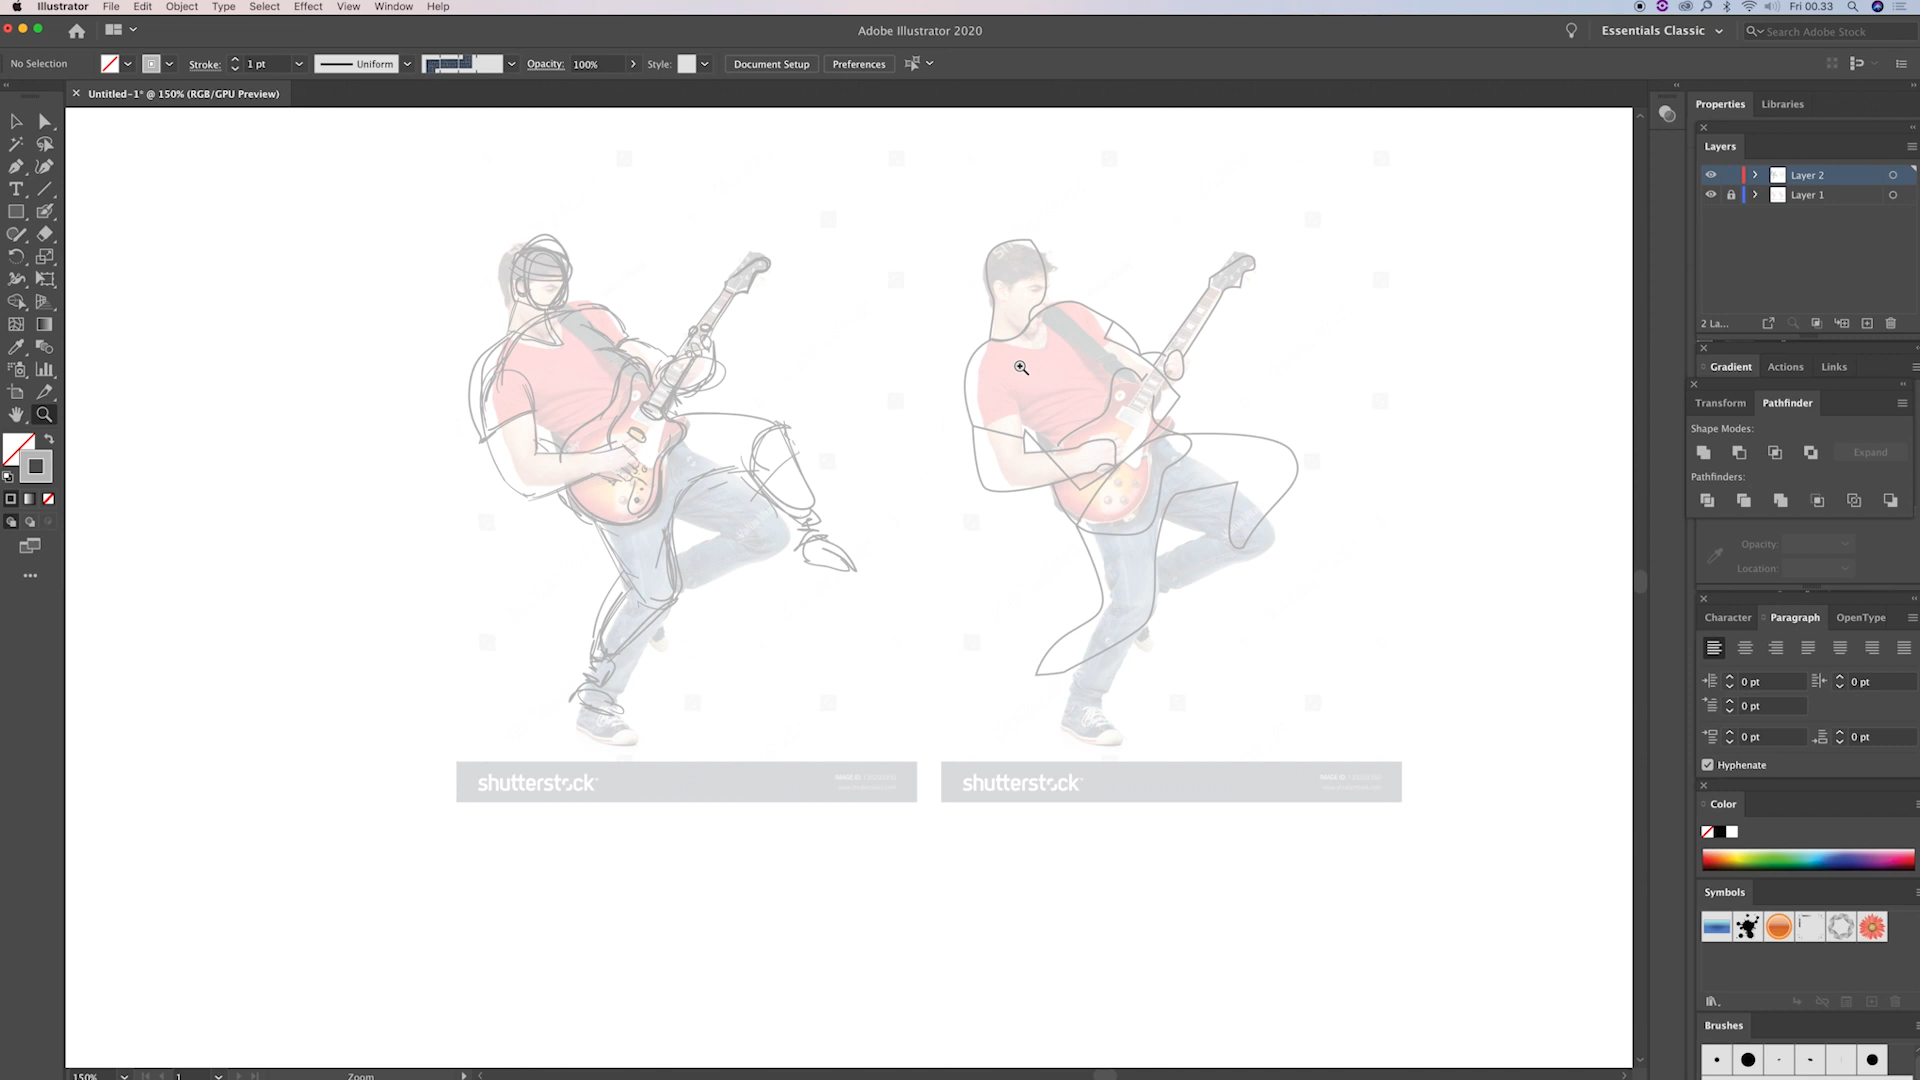 Illustrator File Edit Object Type Select Effect View Window Help
Fri 00.33
Adobe Illustrator 2020
Essentials Classic
Search Adobe Stock
No Selection
Stroke: 1 pt
Uniform
Opacity: 100%
Style:
Document Setup
Preferences
Untitled-1* @ 150% (RGB/GPU Preview)
Properties Libraries
Layers
Layer 2
Layer 1
2 La...
Gradient Actions Links
Transform Pathfinder
Shape Modes:
Expand
Pathfinders:
Opacity:
Location:
Character Paragraph OpenType
0 pt 0 pt
0 pt
0 pt 0 pt
Hyphenate
shutterstock shutterstock
Color
Symbols
Brushes
150% 1 Zoom